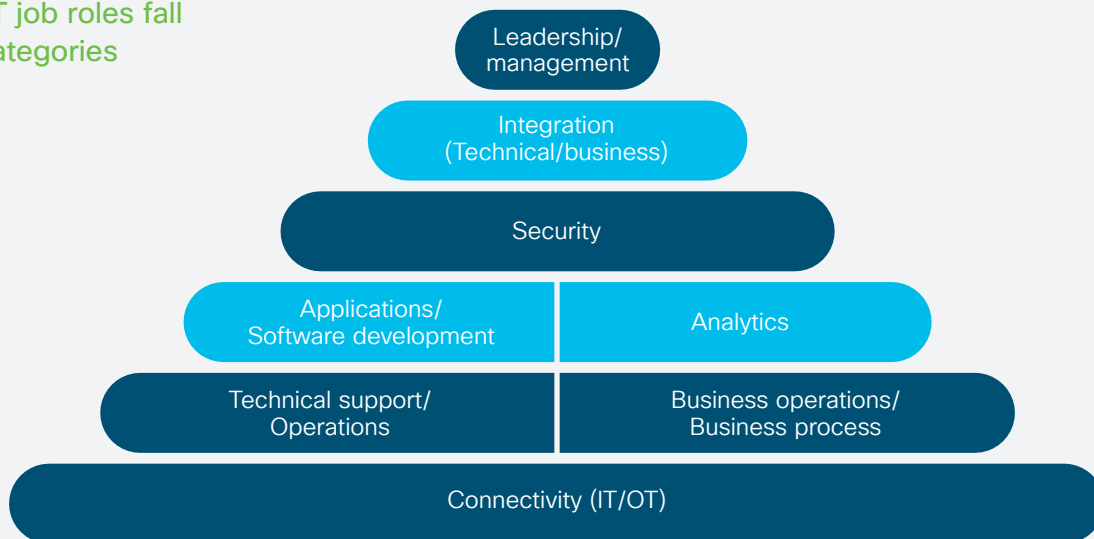 T job roles fall
ategories
Leadership/
management
Integration
(Technical/business)
Security
Applications/
Software development
Analytics
Technical support/
Operations
Business operations/
Business process
Connectivity (IT/OT)